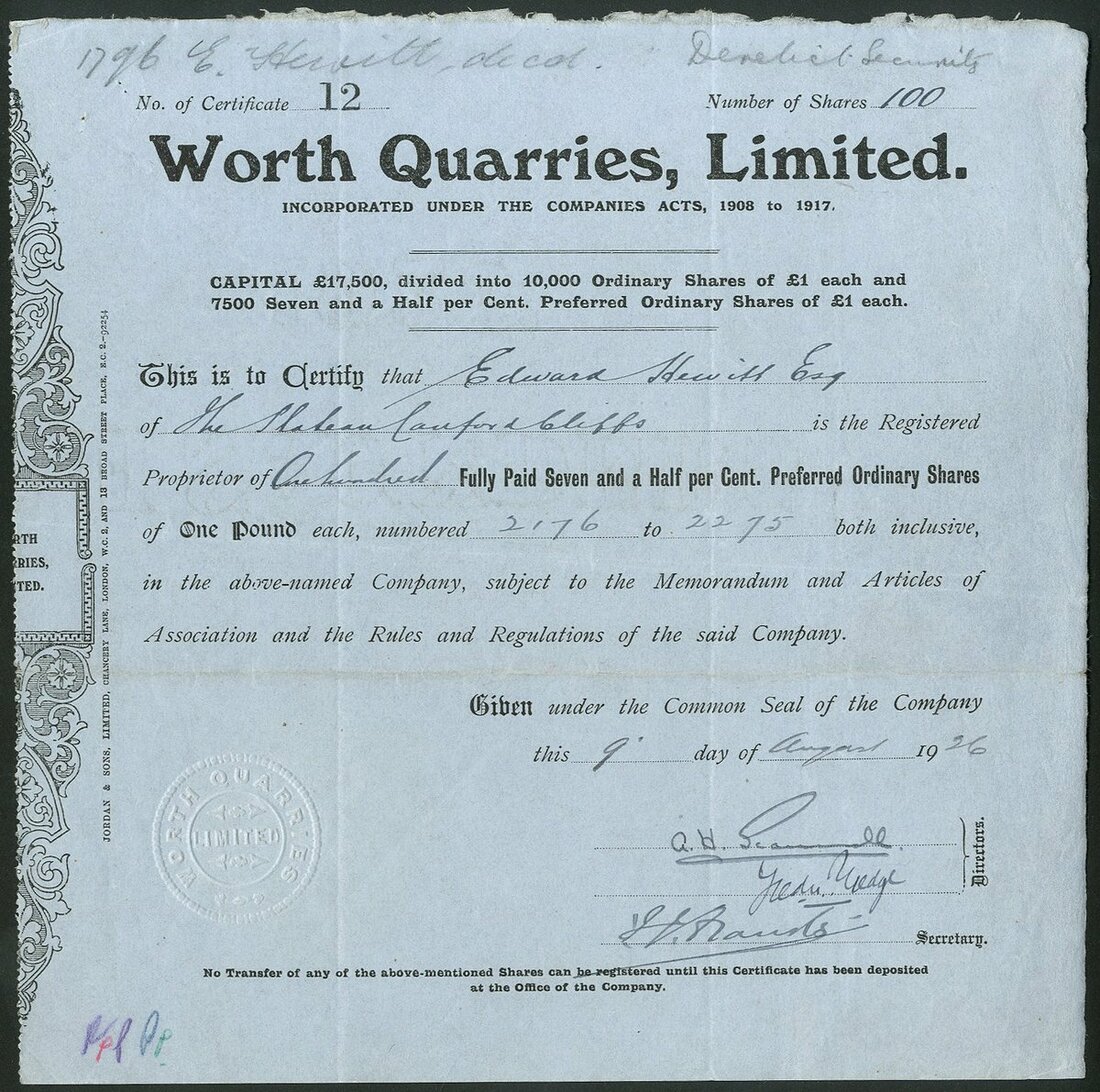 1796 E. Hewitt decd. Derelict Security
No. of Certificate 12 Number of Shares 100
Worth Quarries, Limited.
INCORPORATED UNDER THE COMPANIES ACTS, 1908 to 1917.
CAPITAL £17,500, divided into 10,000 Ordinary Shares of £1 each and
7500 Seven and a Half per Cent. Preferred Ordinary Shares of £1 each.
This is to Certify that Edward Hewitt Esq
of The Canford Cliffs is the Registered
Proprietor of One hundred Fully Paid Seven and a Half per Cent. Preferred Ordinary Shares
of One Pound each, numbered 2176 to 2275 both inclusive,
in the above-named Company, subject to the Memorandum and Articles of
Association and the Rules and Regulations of the said Company.
Given under the Common Seal of the Company
this 9 day of August 1926
A. H.
Directors.
Secretary.
No Transfer of any of the above-mentioned Shares can be registered until this Certificate has been deposited
at the Office of the Company.
WORTH QUARRIES
LIMITED
JORDAN & SONS, LIMITED, CHANCERY LANE, LONDON, W.C. 2, AND 13 BROAD STREET PLACE, E.C. 2.—92254
RTH
RIES,
TED.